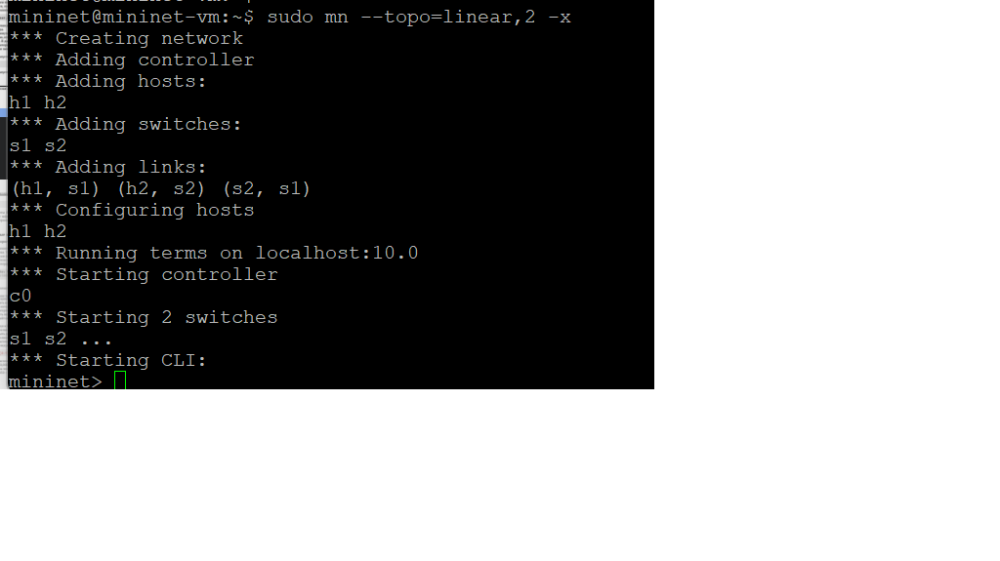 mininet@mininet-vm:~$ sudo mn --topo=linear,2 -x
*** Creating network
*** Adding controller
*** Adding hosts:
h1 h2
*** Adding switches:
s1 s2
*** Adding links:
(h1, s1) (h2, s2) (s2, s1)
*** Configuring hosts
h1 h2
*** Running terms on localhost:10.0
*** Starting controller
c0
*** Starting 2 switches
s1 s2 ...
*** Starting CLI:
mininet>